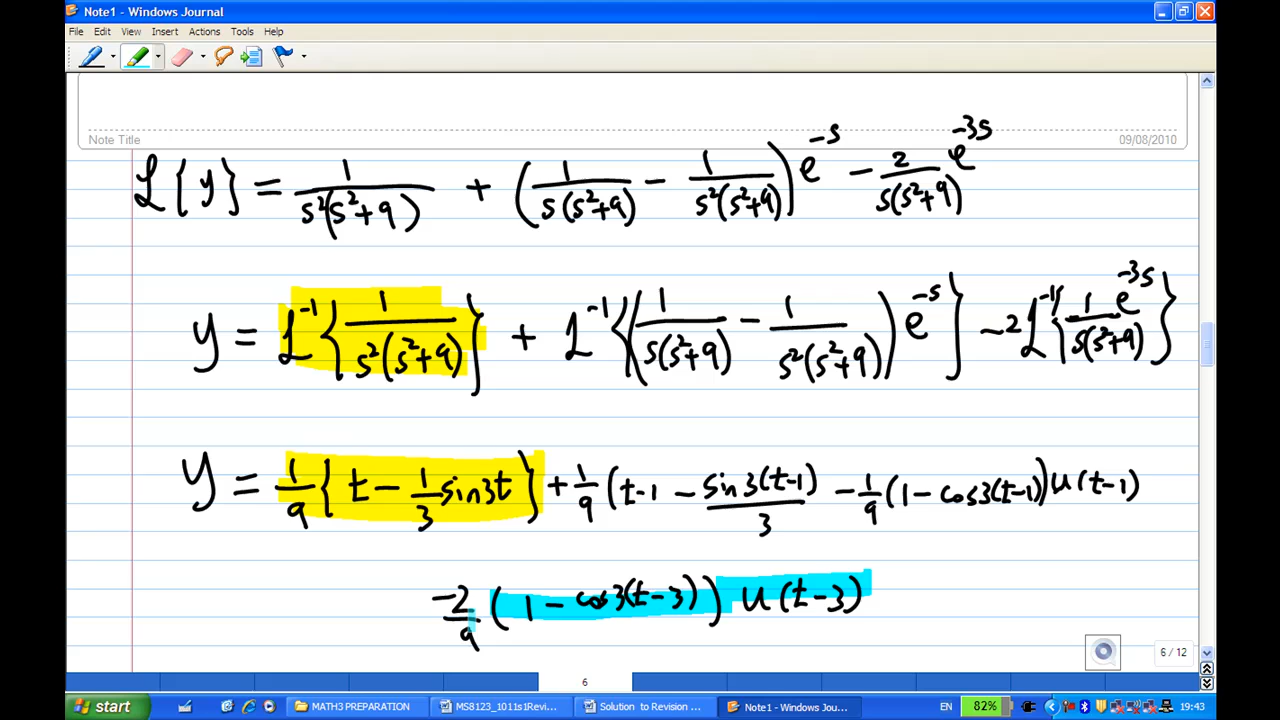 Note1 - Windows Journal
File Edit View Insert Actions Tools Help
Note Title 09/08/2010
ℒ{y} = 1/(s²(s²+9)) + (1/(s(s²+9)) − 1/(s²(s²+9)))e^(−s) − 2/(s(s²+9)) e^(−3s)
y = ℒ⁻¹{1/(s²(s²+9))} + ℒ⁻¹{(1/(s(s²+9)) − 1/(s²(s²+9)))e^(−s)} − 2ℒ⁻¹{1/(s(s²+9)) e^(−3s)}
y = 1/9{t − 1/3 sin3t} + 1/9(t-1 − sin3(t-1)/3 − 1/9(1 − cos3(t-1))u(t-1)
−2/9(1 − cos3(t−3))u(t−3)
6 / 12
6
start MATH3 PREPARATION MS8123_1011s1Revi... Solution to Revision ... Note1 - Windows Jou... EN 82% 19:43